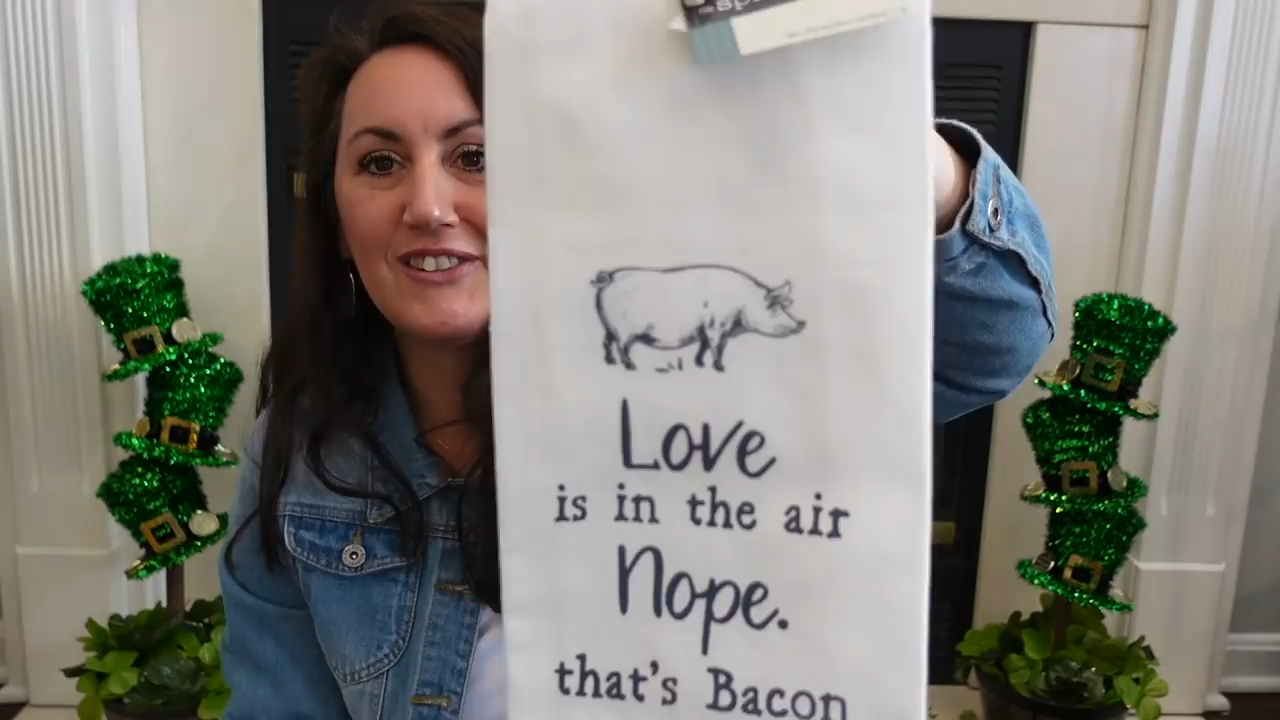 Love
is in the air
Nope.
that's Bacon